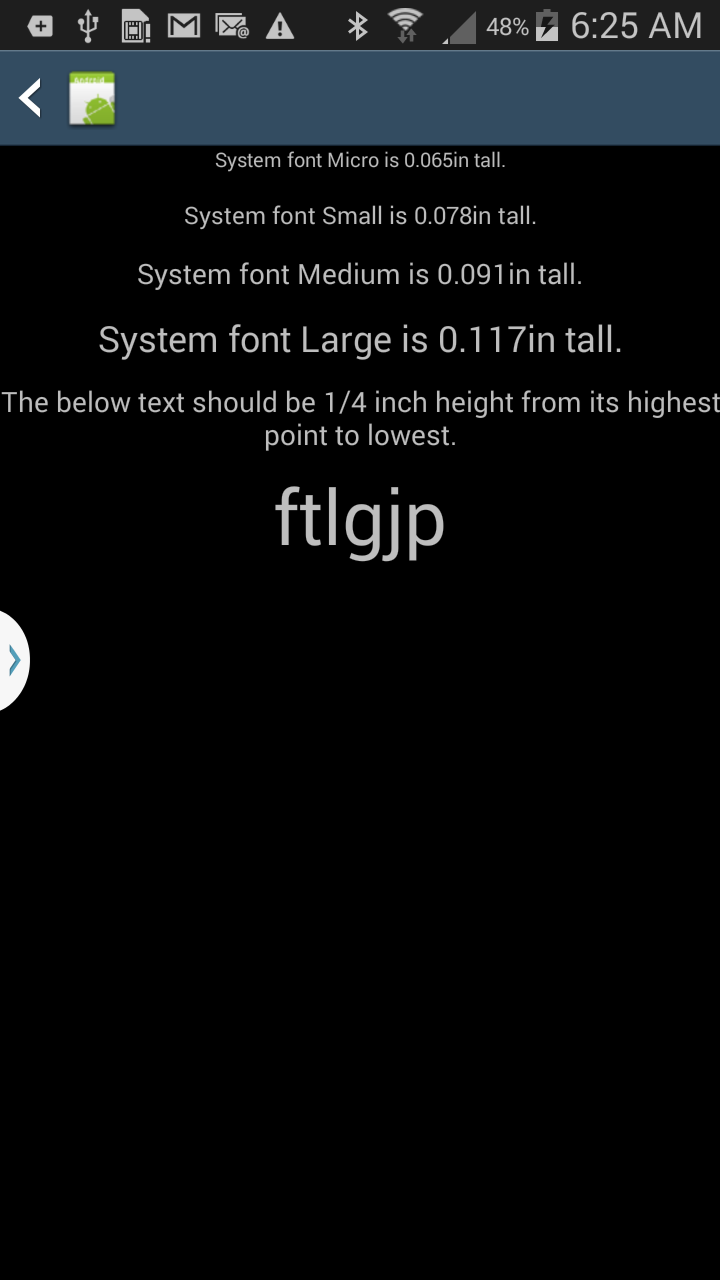 48% 6:25 AM
Android
System font Micro is 0.065in tall.
System font Small is 0.078in tall.
System font Medium is 0.091in tall.
System font Large is 0.117in tall.
The below text should be 1/4 inch height from its highest
point to lowest.
ftlgjp